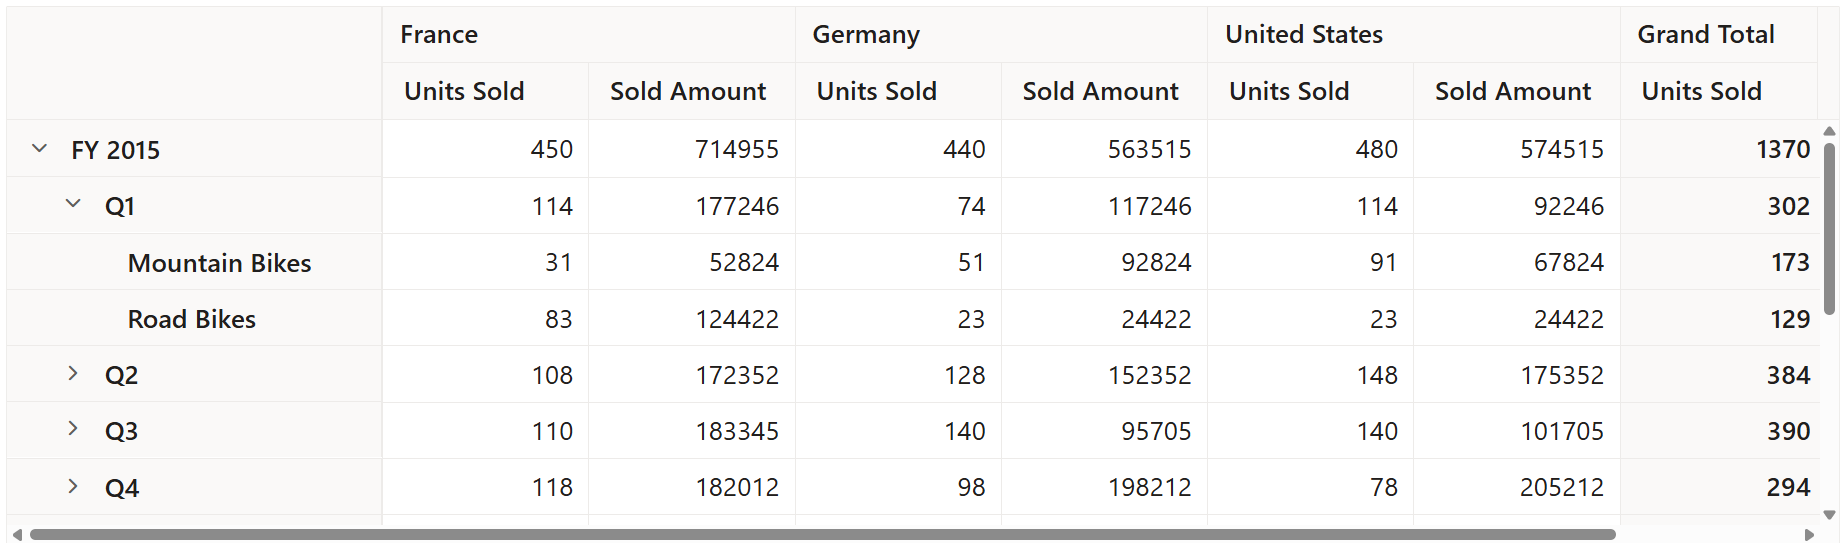 France Germany United States Grand Total
Units Sold Sold Amount Units Sold Sold Amount Units Sold Sold Amount Units Sold
FY 2015 450 714955 440 563515 480 574515 1370
Q1 114 177246 74 117246 114 92246 302
Mountain Bikes 31 52824 51 92824 91 67824 173
Road Bikes 83 124422 23 24422 23 24422 129
Q2 108 172352 128 152352 148 175352 384
Q3 110 183345 140 95705 140 101705 390
Q4 118 182012 98 198212 78 205212 294